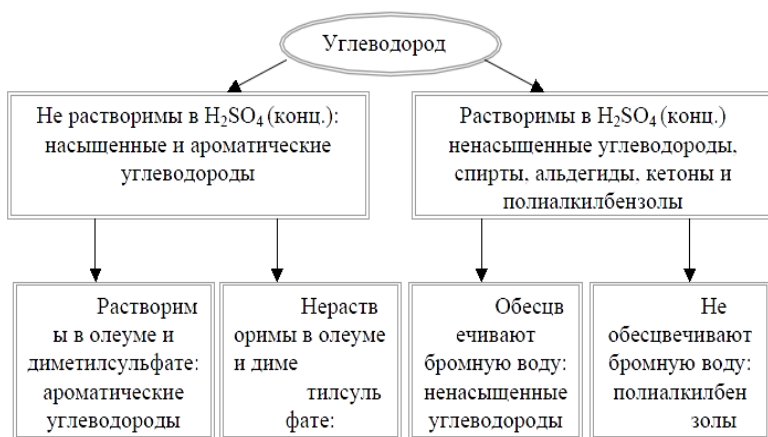 Углеводород
Не растворимы в H₂SO₄ (конц.):
насыщенные и ароматические
углеводороды
Растворимы в H₂SO₄ (конц.)
ненасыщенные углеводороды,
спирты, альдегиды, кетоны и
полиалкилбензолы
Растворим
ы в олеуме и
диметилсульфате:
ароматические
углеводороды
Нераств
оримы в олеуме
и диме
тилсуль
фате:
Обесцв
ечивают
бромную воду:
ненасыщенные
углеводороды
Не
обесцвечивают
бромную воду:
полиалкилбен
золы